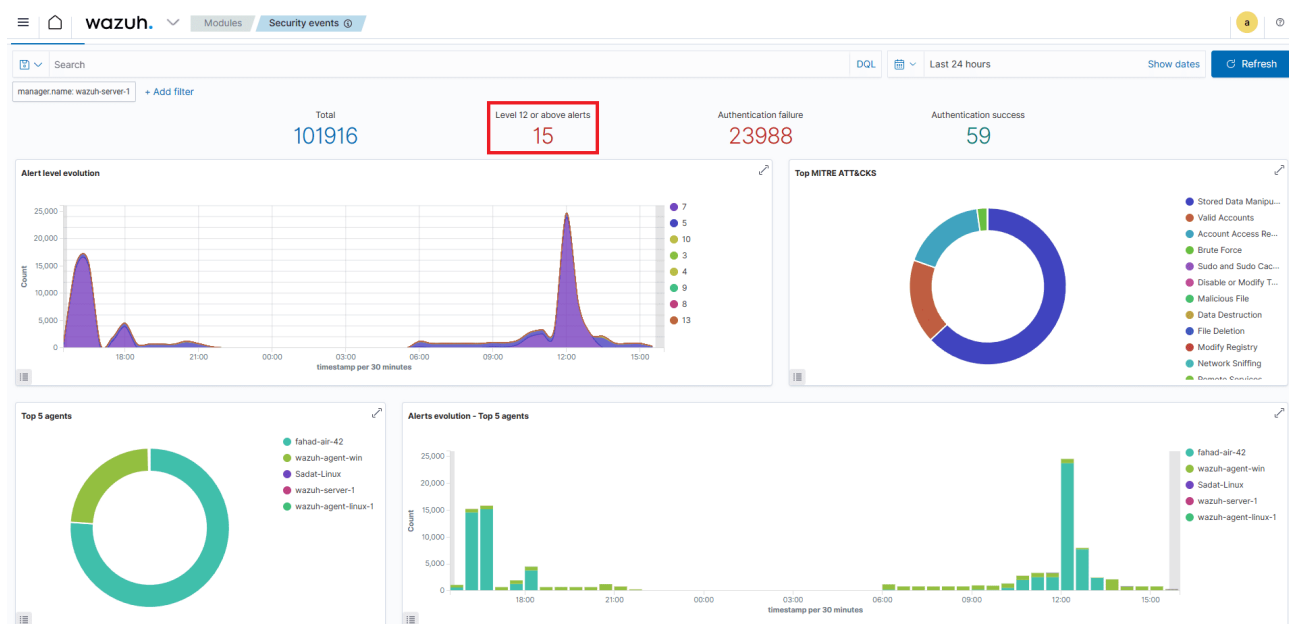 wazuh. Modules Security events
a
Search DQL Last 24 hours Show dates Refresh
manager.name: wazuh-server-1 + Add filter
Total
101916
Level 12 or above alerts
15
Authentication failure
23988
Authentication success
59
Alert level evolution
25,000
20,000
15,000
10,000
5,000
0
Count
18:00 21:00 00:00 03:00 06:00 09:00 12:00 15:00
timestamp per 30 minutes
7
5
10
3
4
9
8
13
Top MITRE ATT&CKS
Stored Data Manipu...
Valid Accounts
Account Access Re...
Brute Force
Sudo and Sudo Cac...
Disable or Modify T...
Malicious File
Data Destruction
File Deletion
Modify Registry
Network Sniffing
Remote Services
Top 5 agents
fahad-air-42
wazuh-agent-win
Sadat-Linux
wazuh-server-1
wazuh-agent-linux-1
Alerts evolution - Top 5 agents
25,000
20,000
15,000
10,000
5,000
0
Count
18:00 21:00 00:00 03:00 06:00 09:00 12:00 15:00
timestamp per 30 minutes
fahad-air-42
wazuh-agent-win
Sadat-Linux
wazuh-server-1
wazuh-agent-linux-1